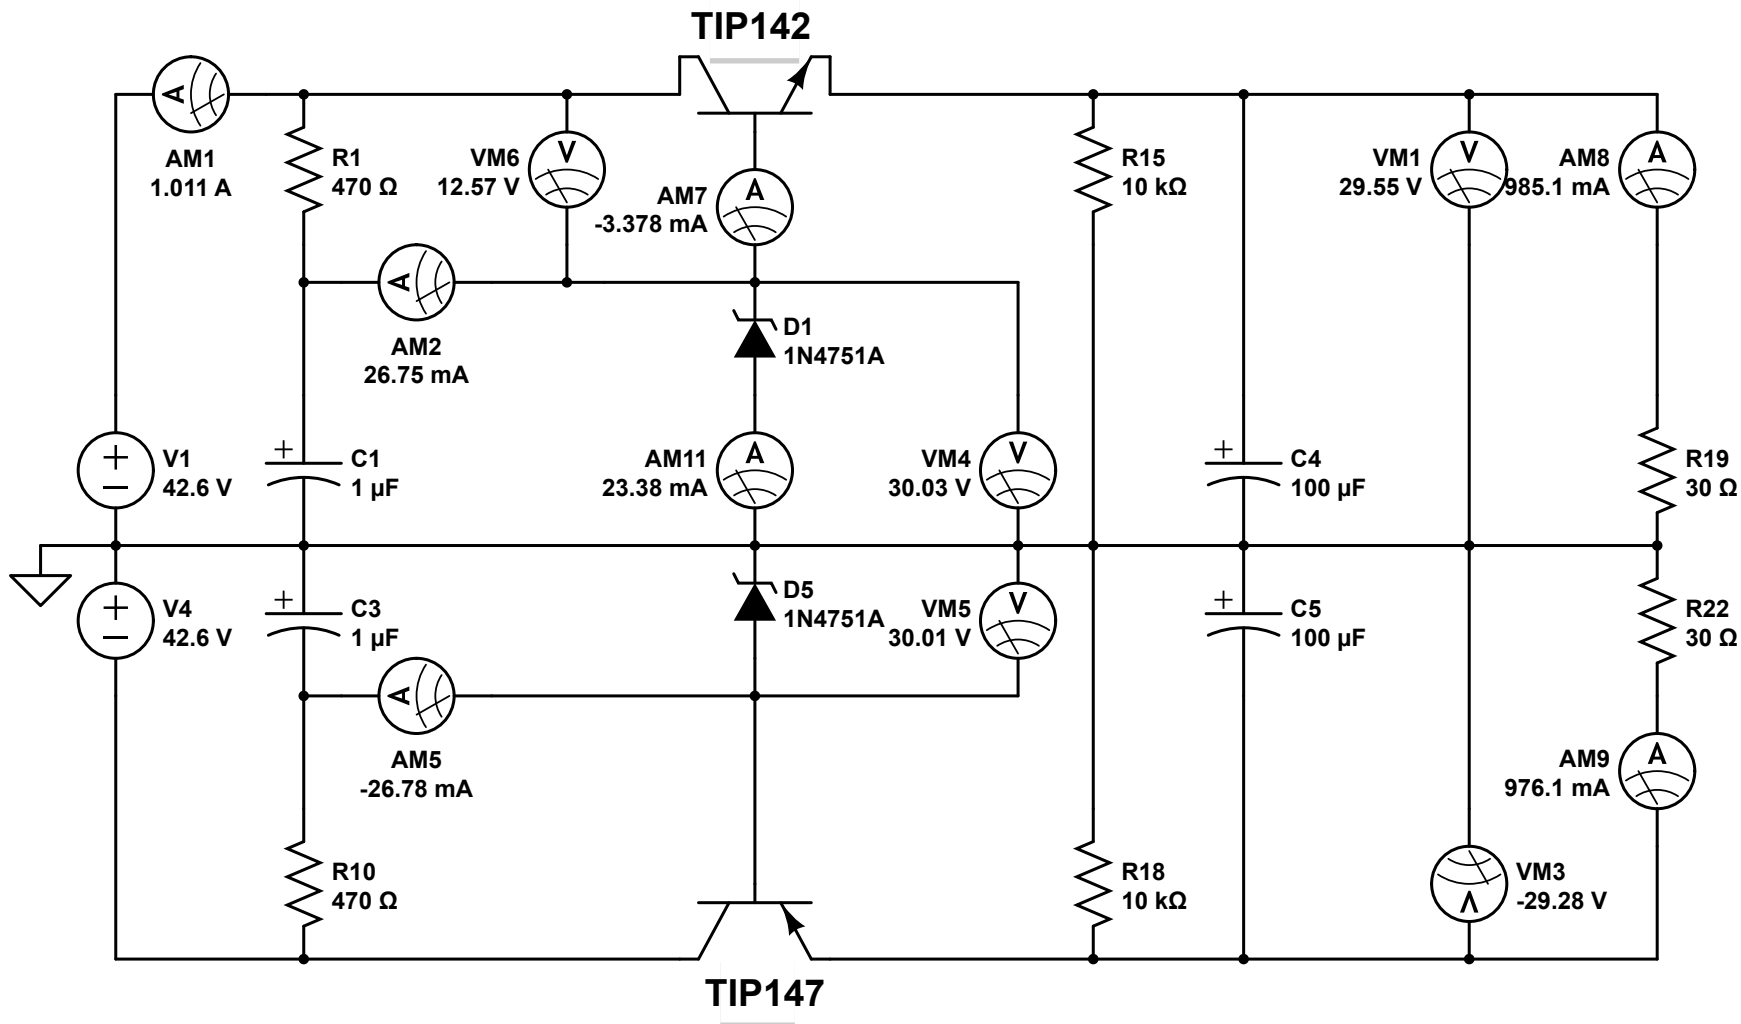 TIP142
AM1
1.011 A
R1
470 Ω
VM6
12.57 V
V
AM7
-3.378 mA
A
R15
10 kΩ
VM1
29.55 V
V
AM8
985.1 mA
A
A
AM2
26.75 mA
A
D1
1N4751A
V1
42.6 V
+
−
+
C1
1 µF
AM11
23.38 mA
A
VM4
30.03 V
V
+
C4
100 µF
R19
30 Ω
V4
42.6 V
+
−
+
C3
1 µF
D5
1N4751A
VM5
30.01 V
V
+
C5
100 µF
R22
30 Ω
A
AM5
-26.78 mA
AM9
976.1 mA
A
R10
470 Ω
R18
10 kΩ
VM3
-29.28 V
V
TIP147